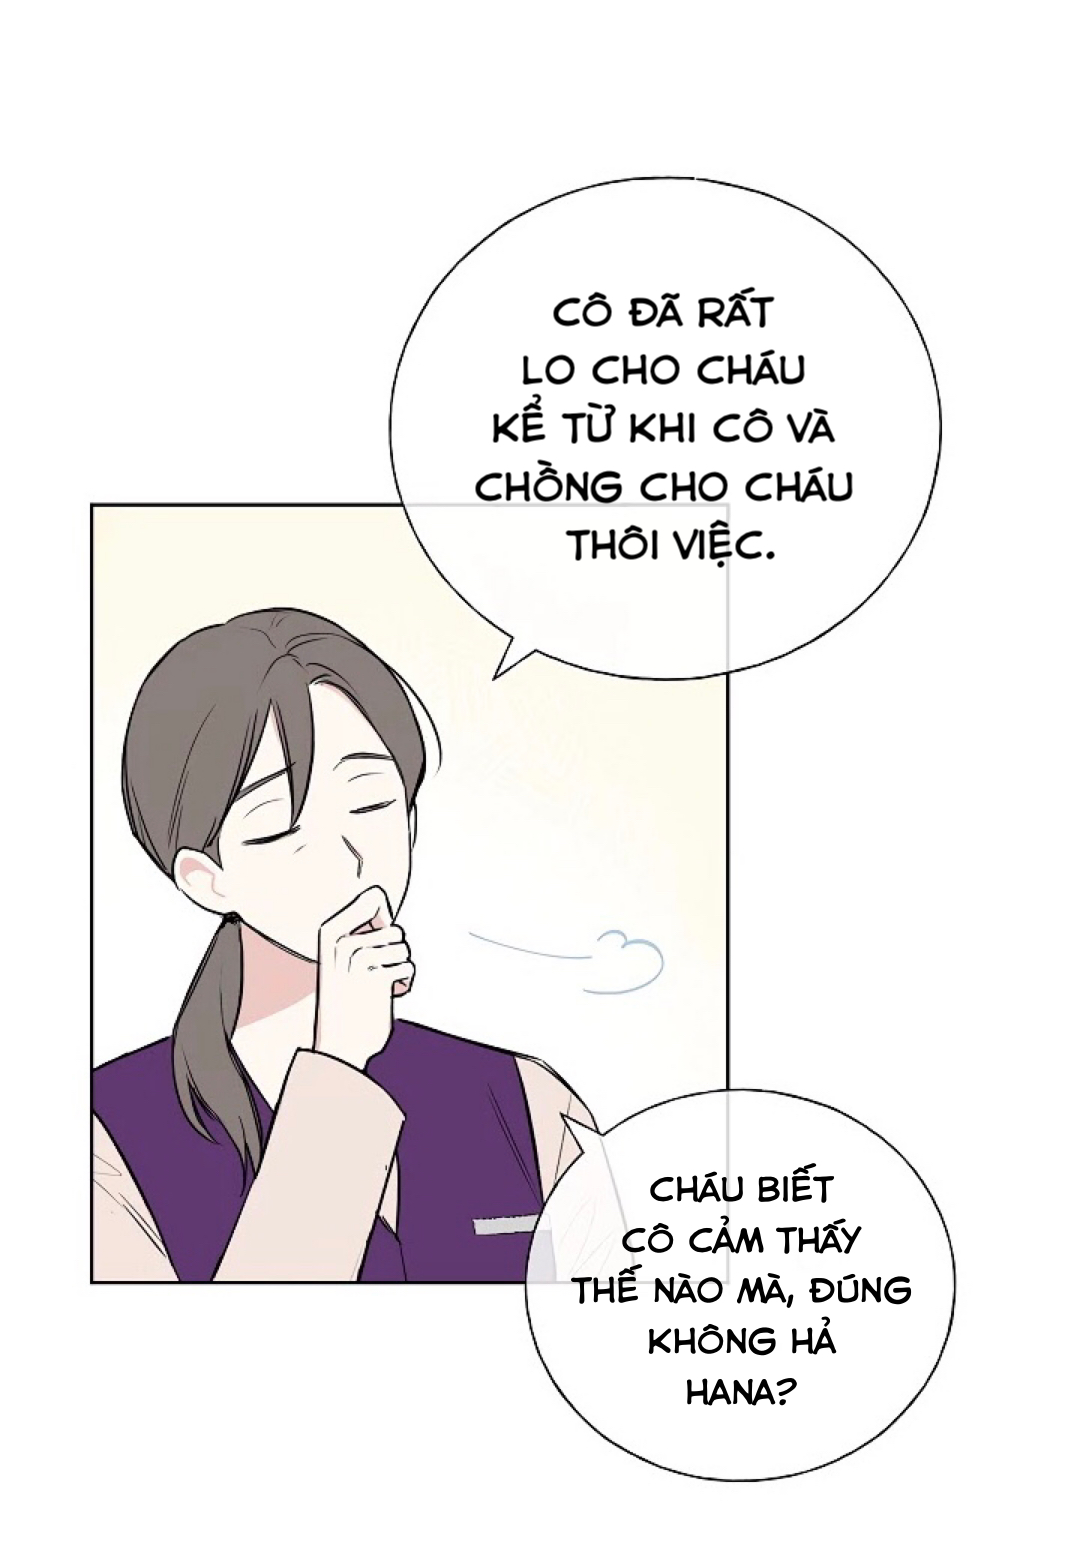 CÔ ĐÃ RẤT
LO CHO CHÁU
KỂ TỪ KHI CÔ VÀ
CHỒNG CHO CHÁU
THÔI VIỆC.
CHÁU BIẾT
CÔ CẢM THẤY
THẾ NÀO MÀ, ĐÚNG
KHÔNG HẢ
HANA?